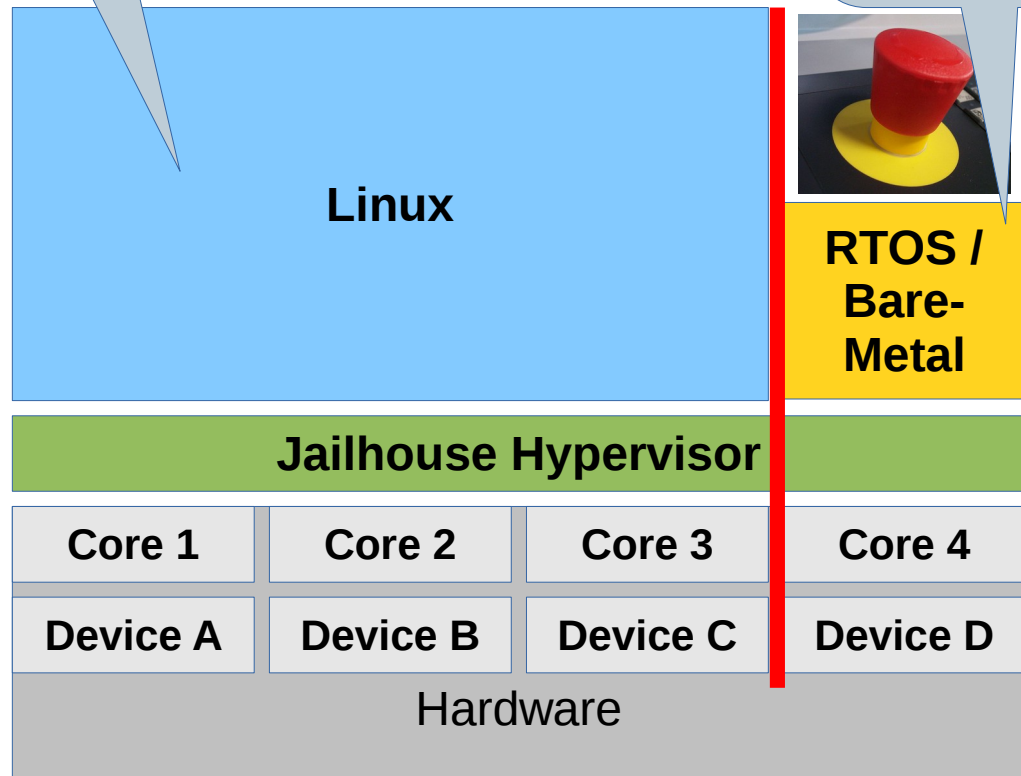 Linux
RTOS /
Bare-
Metal
Jailhouse Hypervisor
Core 1
Core 2
Core 3
Core 4
Device A
Device B
Device C
Device D
Hardware